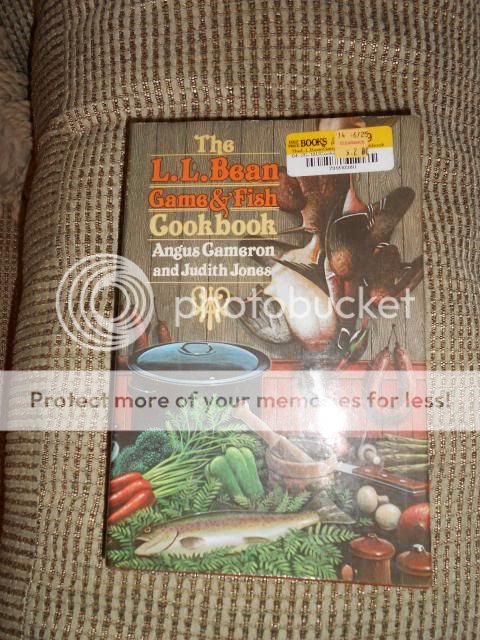 The
L.L. Bean
Game & Fish
Cookbook
Angus Cameron
and Judith Jones
BOOKS
photobucket
Protect more of your memories for less!